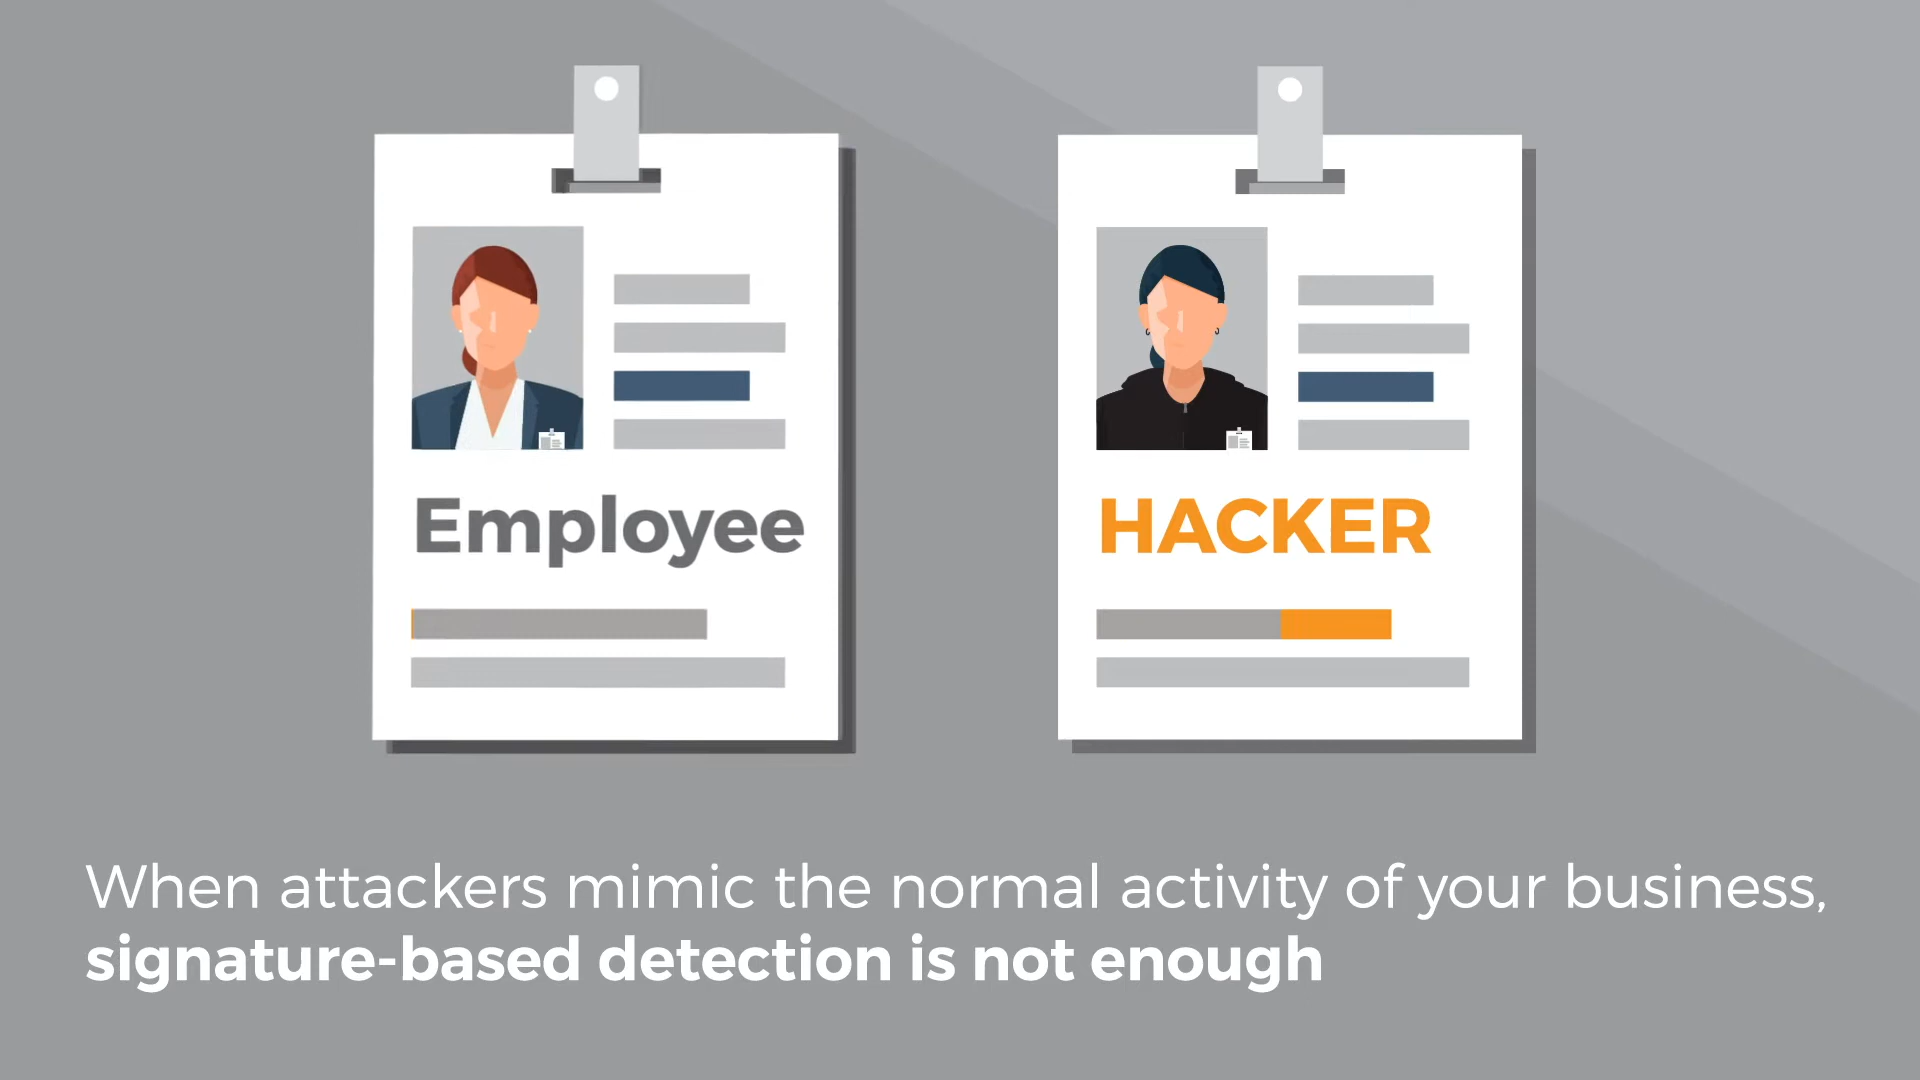 Employee
HACKER
When attackers mimic the normal activity of your business,
signature-based detection is not enough